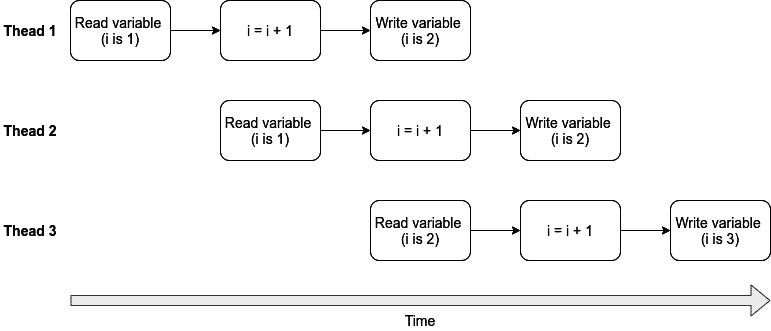 Thead 1
Read variable
(i is 1)
i = i + 1
Write variable
(i is 2)
Thead 2
Read variable
(i is 1)
i = i + 1
Write variable
(i is 2)
Thead 3
Read variable
(i is 2)
i = i + 1
Write variable
(i is 3)
Time